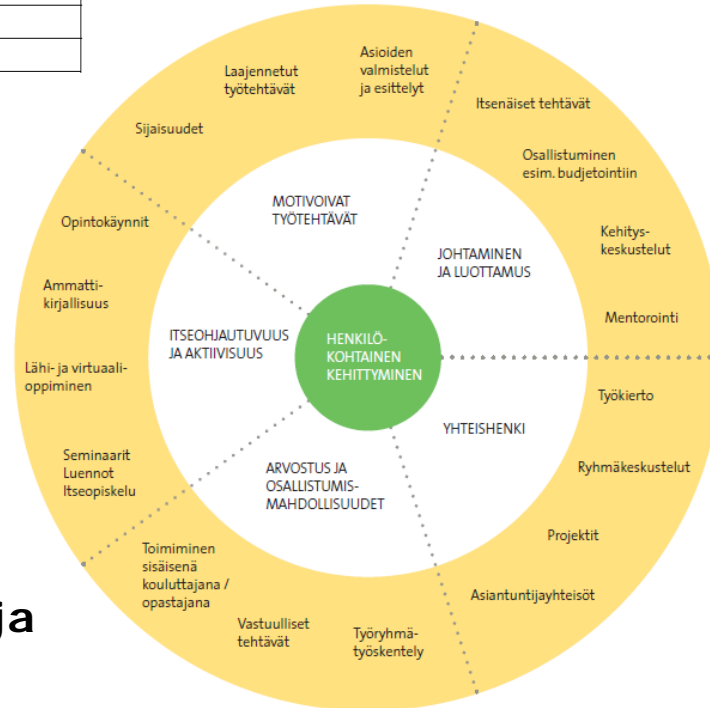 Laajennetut
työtehtävät
Asioiden
valmistelut
ja esittelyt
Sijaisuudet
Itsenäiset tehtävät
Osallistuminen
esim. budjetointiin
Kehitys-
keskustelut
Mentorointi
MOTIVOIVAT
TYÖTEHTÄVÄT
JOHTAMINEN
JA LUOTTAMUS
Opintokäynnit
Ammatti-
kirjallisuus
Lähi- ja virtuaali-
oppiminen
Seminaarit
Luennot
Itseopiskelu
ITSEOHJAUTUVUUS
JA AKTIIVISUUS
HENKILÖ-
KOHTAINEN
KEHITTYMINEN
YHTEISHENKI
Työkierto
Ryhmäkeskustelut
Projektit
Asiantuntijayhteisöt
ARVOSTUS JA
OSALLISTUMIS-
MAHDOLLISUUDET
Toimiminen
sisäisenä
kouluttajana /
opastajana
Vastuulliset
tehtävät
Työryhmä-
työskentely
ja